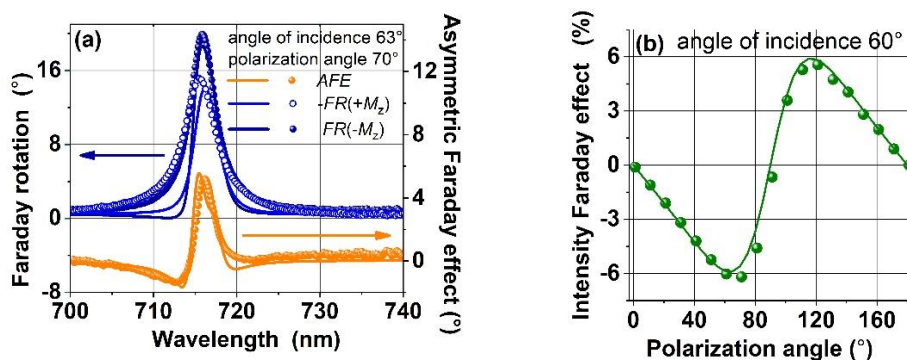 (a)
angle of incidence 63°
polarization angle 70°
AFE
-FR(+Mz)
FR(-Mz)
Faraday rotation (°)
16
8
0
-8
Asymmetric Faraday effect (°)
12
8
4
0
700 710 720 730 740
Wavelength (nm)
(b) angle of incidence 60°
Intensity Faraday effect (%)
6
3
0
-3
-6
0 40 80 120 160
Polarization angle (°)